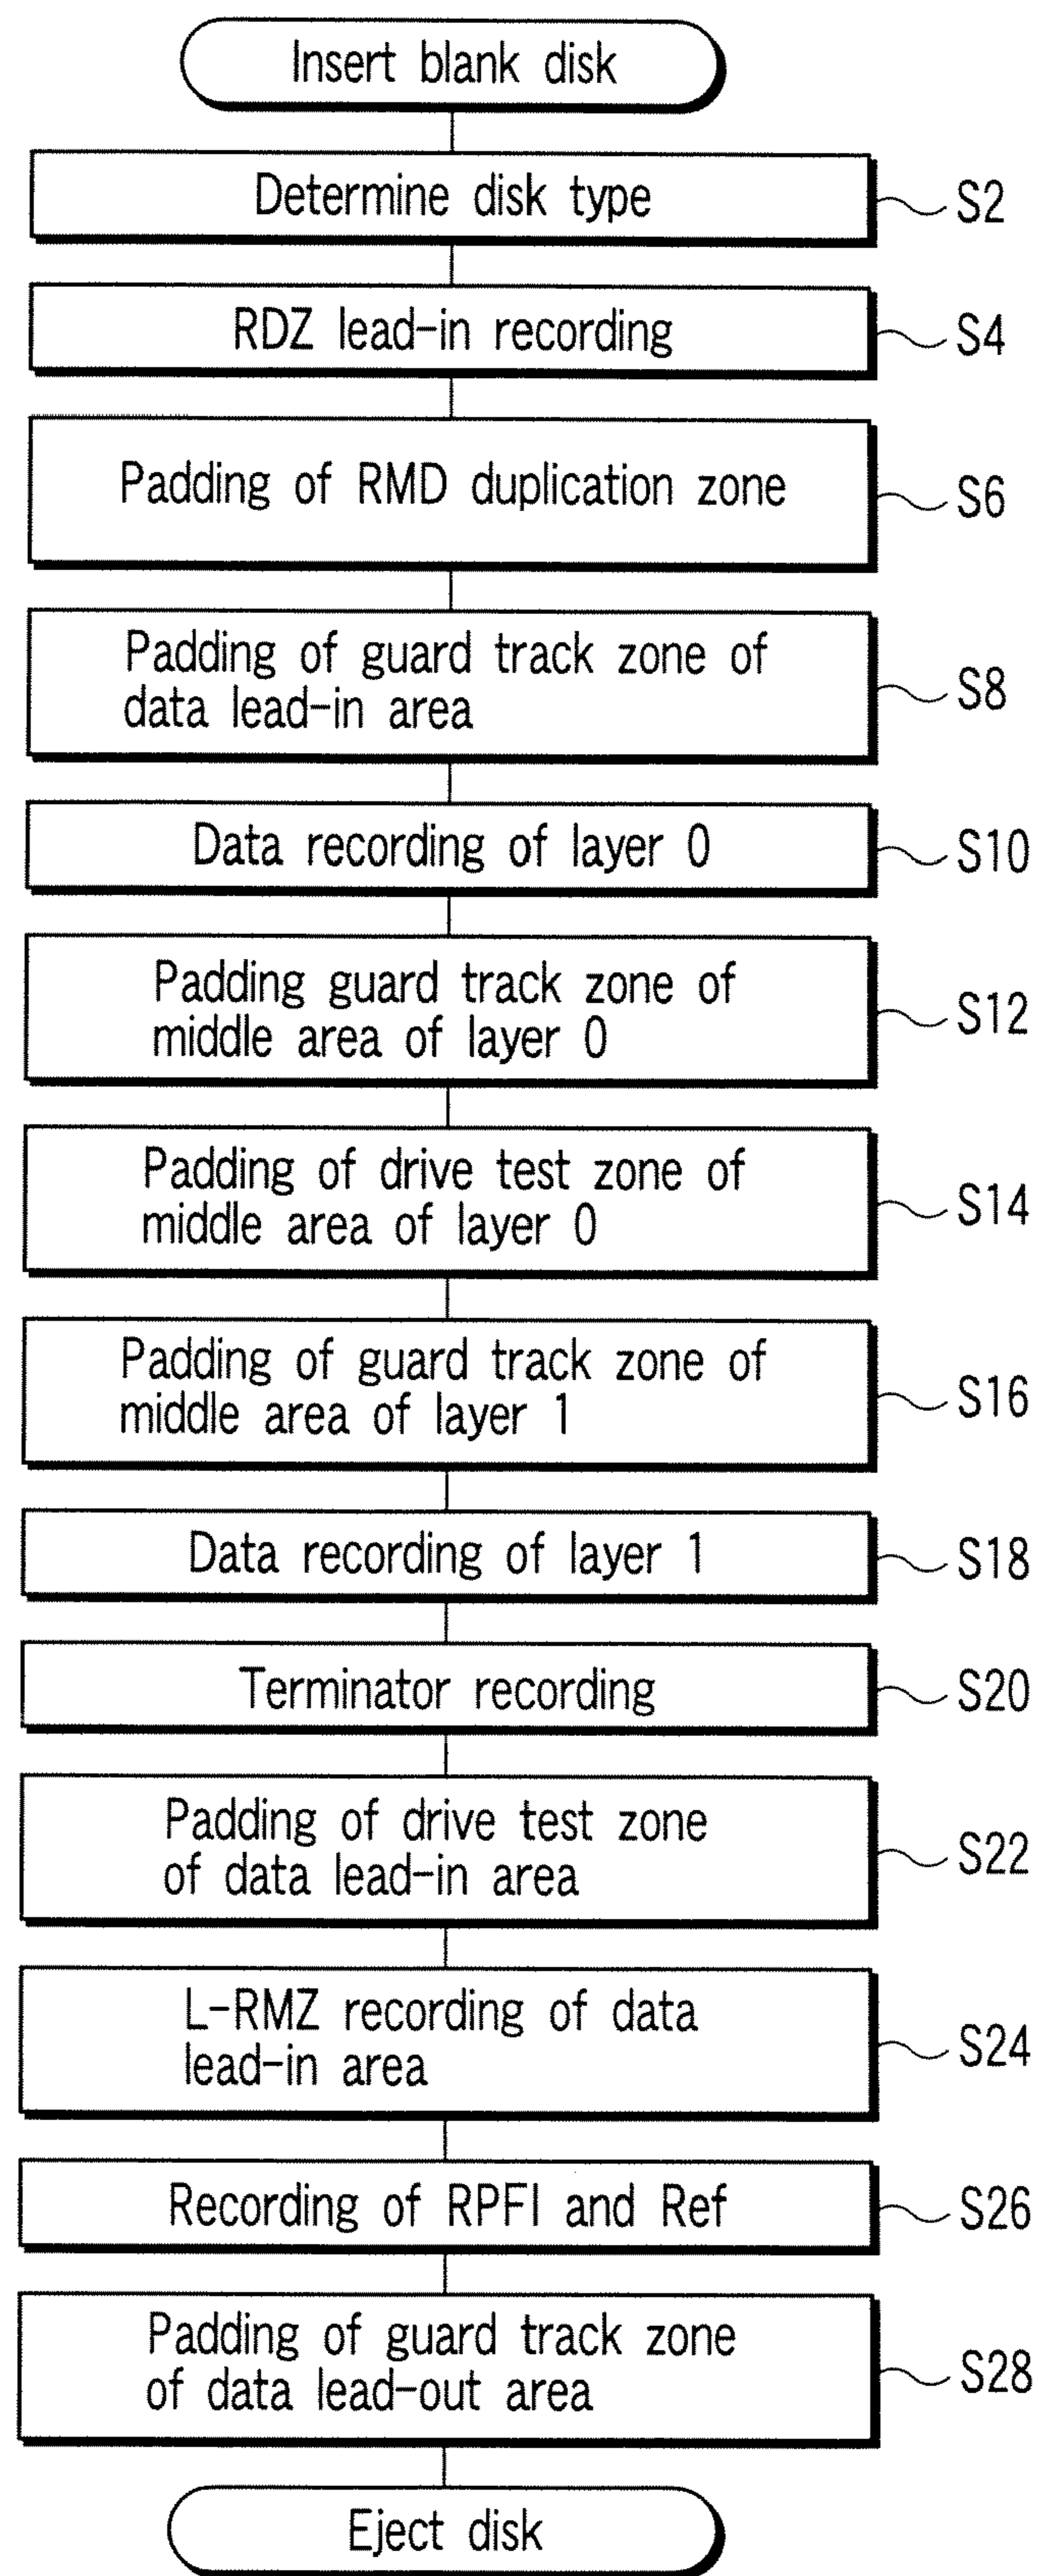 Insert blank disk
Determine disk type
S2
RDZ lead-in recording
S4
Padding of RMD duplication zone
S6
Padding of guard track zone of
data lead-in area
S8
Data recording of layer 0
S10
Padding guard track zone of
middle area of layer 0
S12
Padding of drive test zone of
middle area of layer 0
S14
Padding of guard track zone of
middle area of layer 1
S16
Data recording of layer 1
S18
Terminator recording
S20
Padding of drive test zone
of data lead-in area
S22
L-RMZ recording of data
lead-in area
S24
Recording of RPFI and Ref
S26
Padding of guard track zone
of data lead-out area
S28
Eject disk